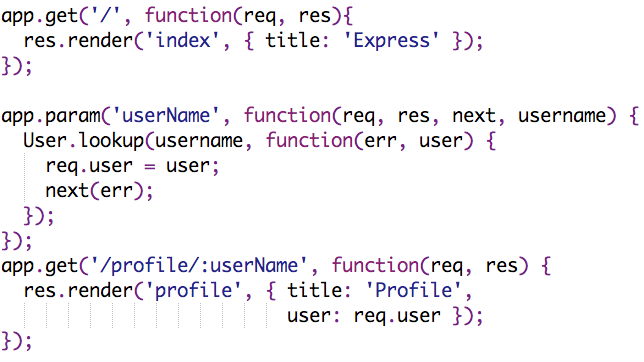 app.get('/', function(req, res){
  res.render('index', { title: 'Express' });
});

app.param('userName', function(req, res, next, username) {
  User.lookup(username, function(err, user) {
    req.user = user;
    next(err);
  });
});
app.get('/profile/:userName', function(req, res) {
  res.render('profile', { title: 'Profile',
                          user: req.user });
});